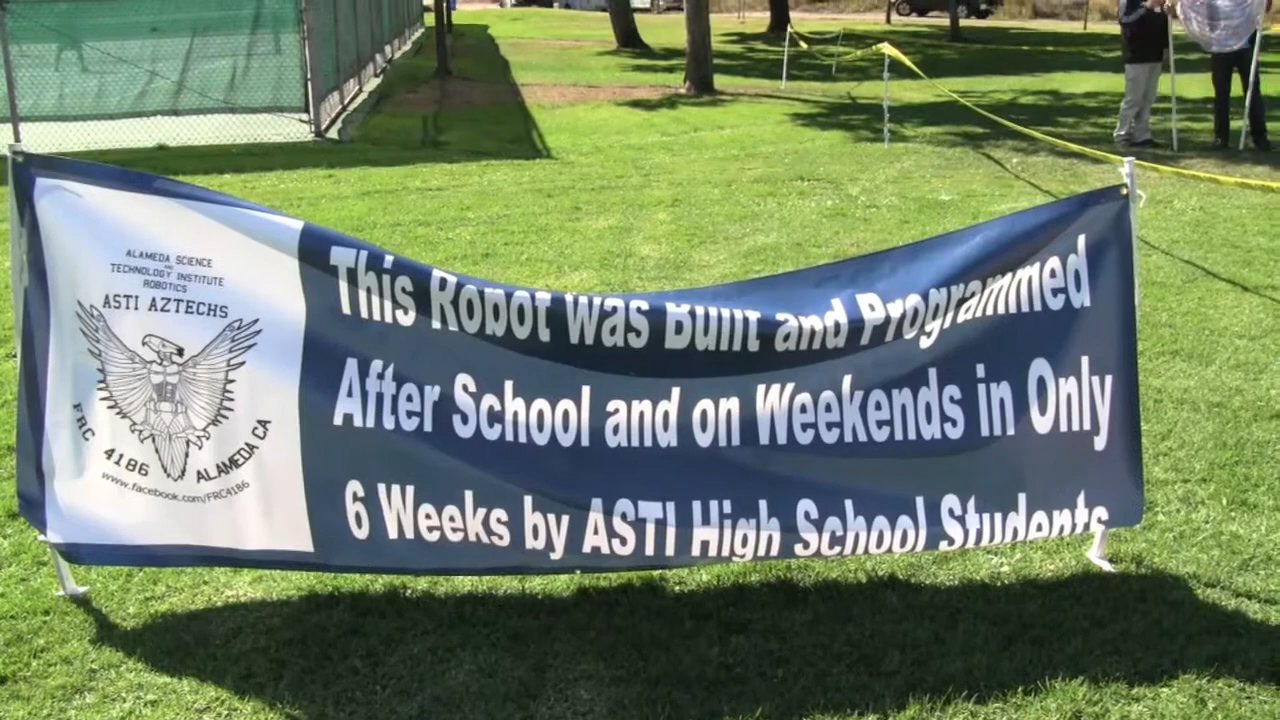 ALAMEDA SCIENCE
AND
TECHNOLOGY INSTITUTE
ROBOTICS
ASTI AZTECHS
FRC 4186 ALAMEDA CA
www.facebook.com/FRC4186
This Robot was Built and Programmed
After School and on Weekends in Only
6 Weeks by ASTI High School Students